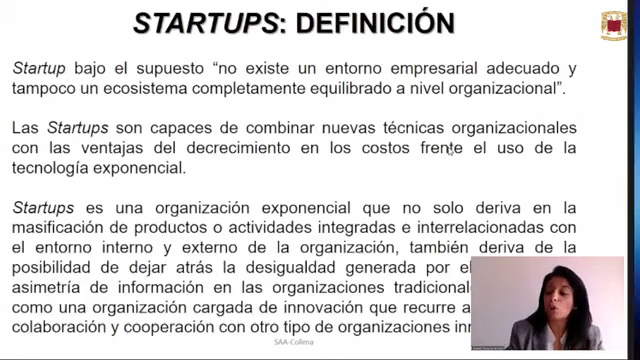 STARTUPS: DEFINICIÓN
Startup bajo el supuesto “no existe un entorno empresarial adecuado y
tampoco un ecosistema completamente equilibrado a nivel organizacional”.
Las Startups son capaces de combinar nuevas técnicas organizacionales
con las ventajas del decrecimiento en los costos frente el uso de la
tecnología exponencial.
Startups es una organización exponencial que no solo deriva en la
masificación de productos o actividades integradas e interrelacionadas con
el entorno interno y externo de la organización, también deriva de la
posibilidad de dejar atrás la desigualdad generada por el
asimetría de información en las organizaciones
como una organización cargada de innovación que recurre
colaboración y cooperación con otro tipo de organizaciones
SAA-Colima